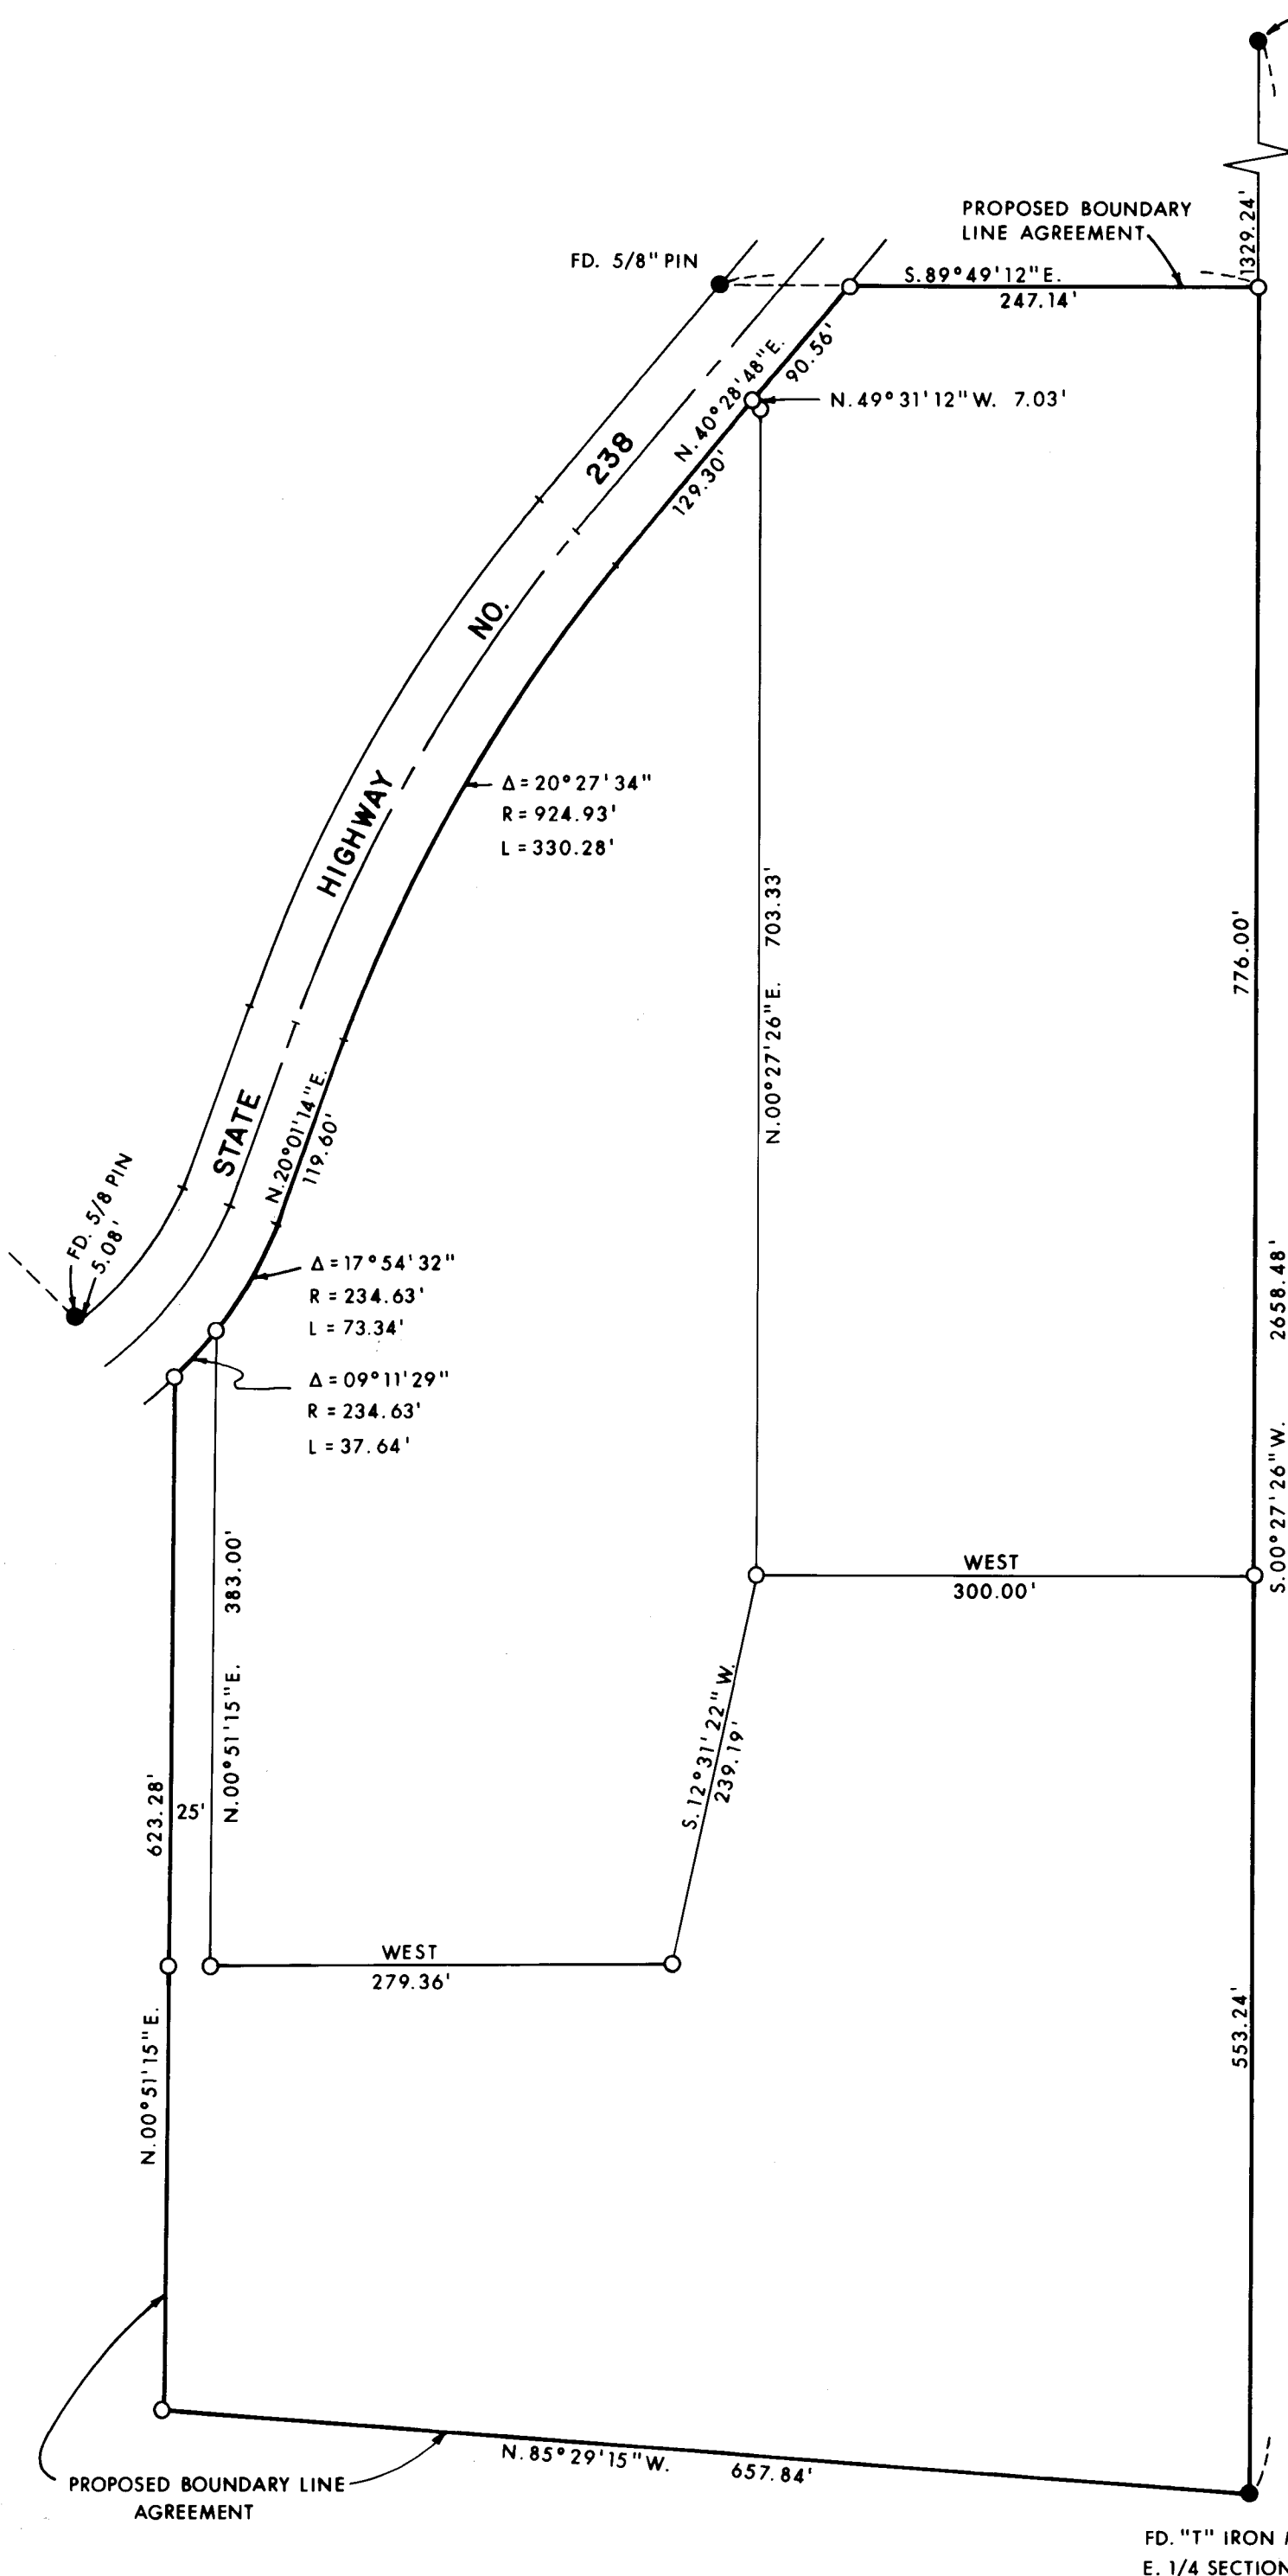 PROPOSED BOUNDARY
LINE AGREEMENT
1329.24'
FD. 5/8" PIN
S.89°49'12"E.
247.14'
N.40°28'48"E.
90.56'
N.49°31'12"W. 7.03'
129.30'
STATE HIGHWAY NO. 238
Δ=20°27'34"
R=924.93'
L=330.28'
N.00°27'26"E. 703.33'
776.00'
N.20°01'14"E.
119.60'
FD. 5/8 PIN
5.08'
Δ=17°54'32"
R=234.63'
L=73.34'
Δ=09°11'29"
R=234.63'
L=37.64'
S.00°27'26"W. 2658.48'
N.00°51'15"E. 383.00'
WEST
300.00'
S.12°31'22"W.
239.19'
623.28'
25'
WEST
279.36'
N.00°51'15"E.
553.24'
N.85°29'15"W. 657.84'
PROPOSED BOUNDARY LINE
AGREEMENT
FD. "T" IRON
E. 1/4 SECTION